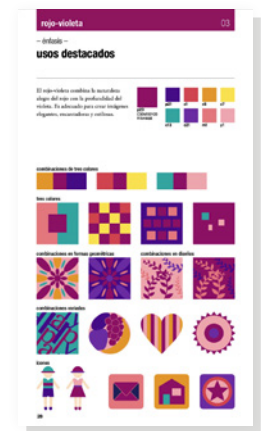 rojo-violeta 03
– énfasis –
usos destacados
El rojo-violeta combina la naturaleza
alegre del rojo con la profundidad del
violeta. Es adecuado para crear imágenes
elegantes, encantadoras y exóticas.
combinaciones de tres colores
tres colores
combinaciones en formas geométricas combinaciones en diseños
combinaciones variadas
iconos